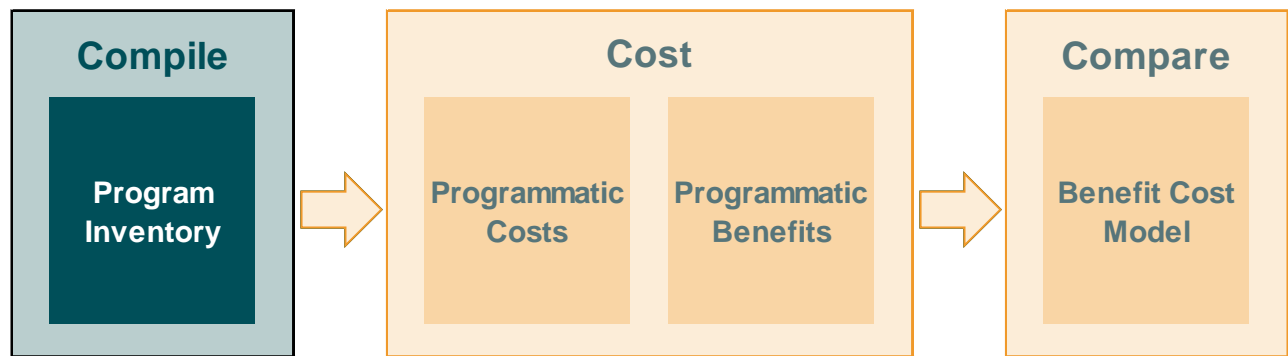 Compile
Program
Inventory
Cost
Programmatic
Costs
Programmatic
Benefits
Compare
Benefit Cost
Model